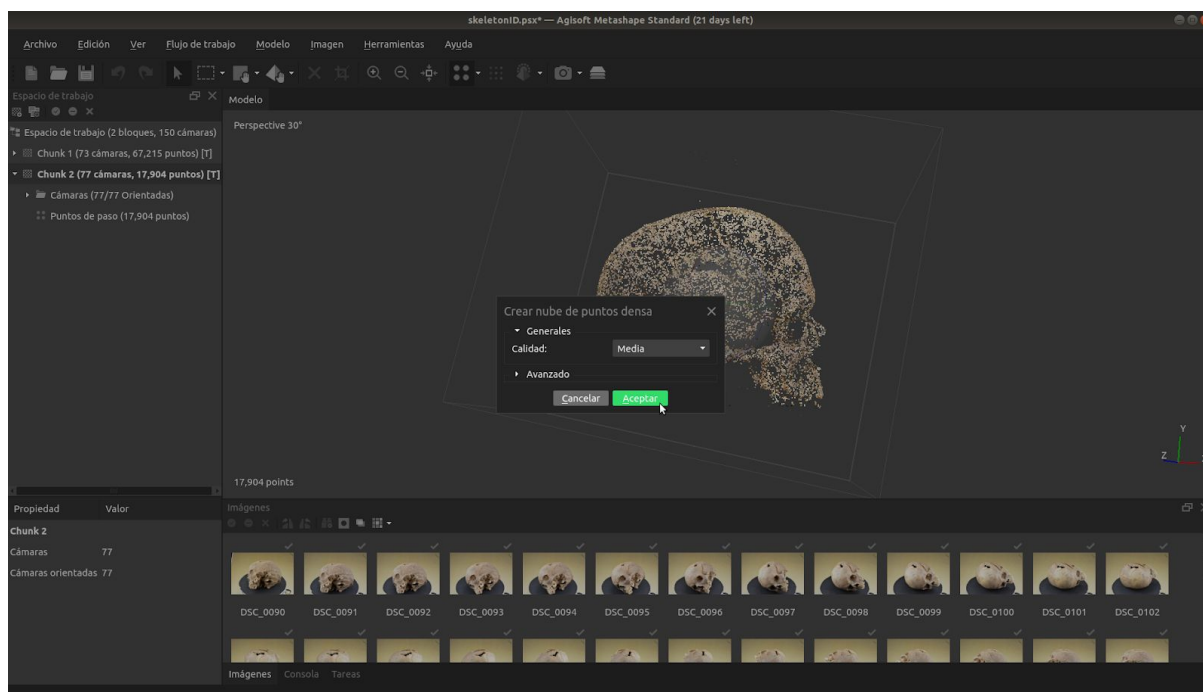 skeletonID.psx* — Agisoft Metashape Standard (21 days left)
Archivo Edición Ver Flujo de trabajo Modelo Imagen Herramientas Ayuda
Espacio de trabajo
Modelo
Espacio de trabajo (2 bloques, 150 cámaras)
Chunk 1 (73 cámaras, 67,215 puntos) [T]
Chunk 2 (77 cámaras, 17,904 puntos) [T]
Cámaras (77/77 Orientadas)
Puntos de paso (17,904 puntos)
Perspective 30°
Crear nube de puntos densa
Generales
Calidad: Media
Avanzado
Cancelar Aceptar
Y
Z
17,904 points
Propiedad Valor
Chunk 2
Cámaras 77
Cámaras orientadas 77
Imágenes
DSC_0090 DSC_0091 DSC_0092 DSC_0093 DSC_0094 DSC_0095 DSC_0096 DSC_0097 DSC_0098 DSC_0099 DSC_0100 DSC_0101 DSC_0102
Imágenes Consola Tareas